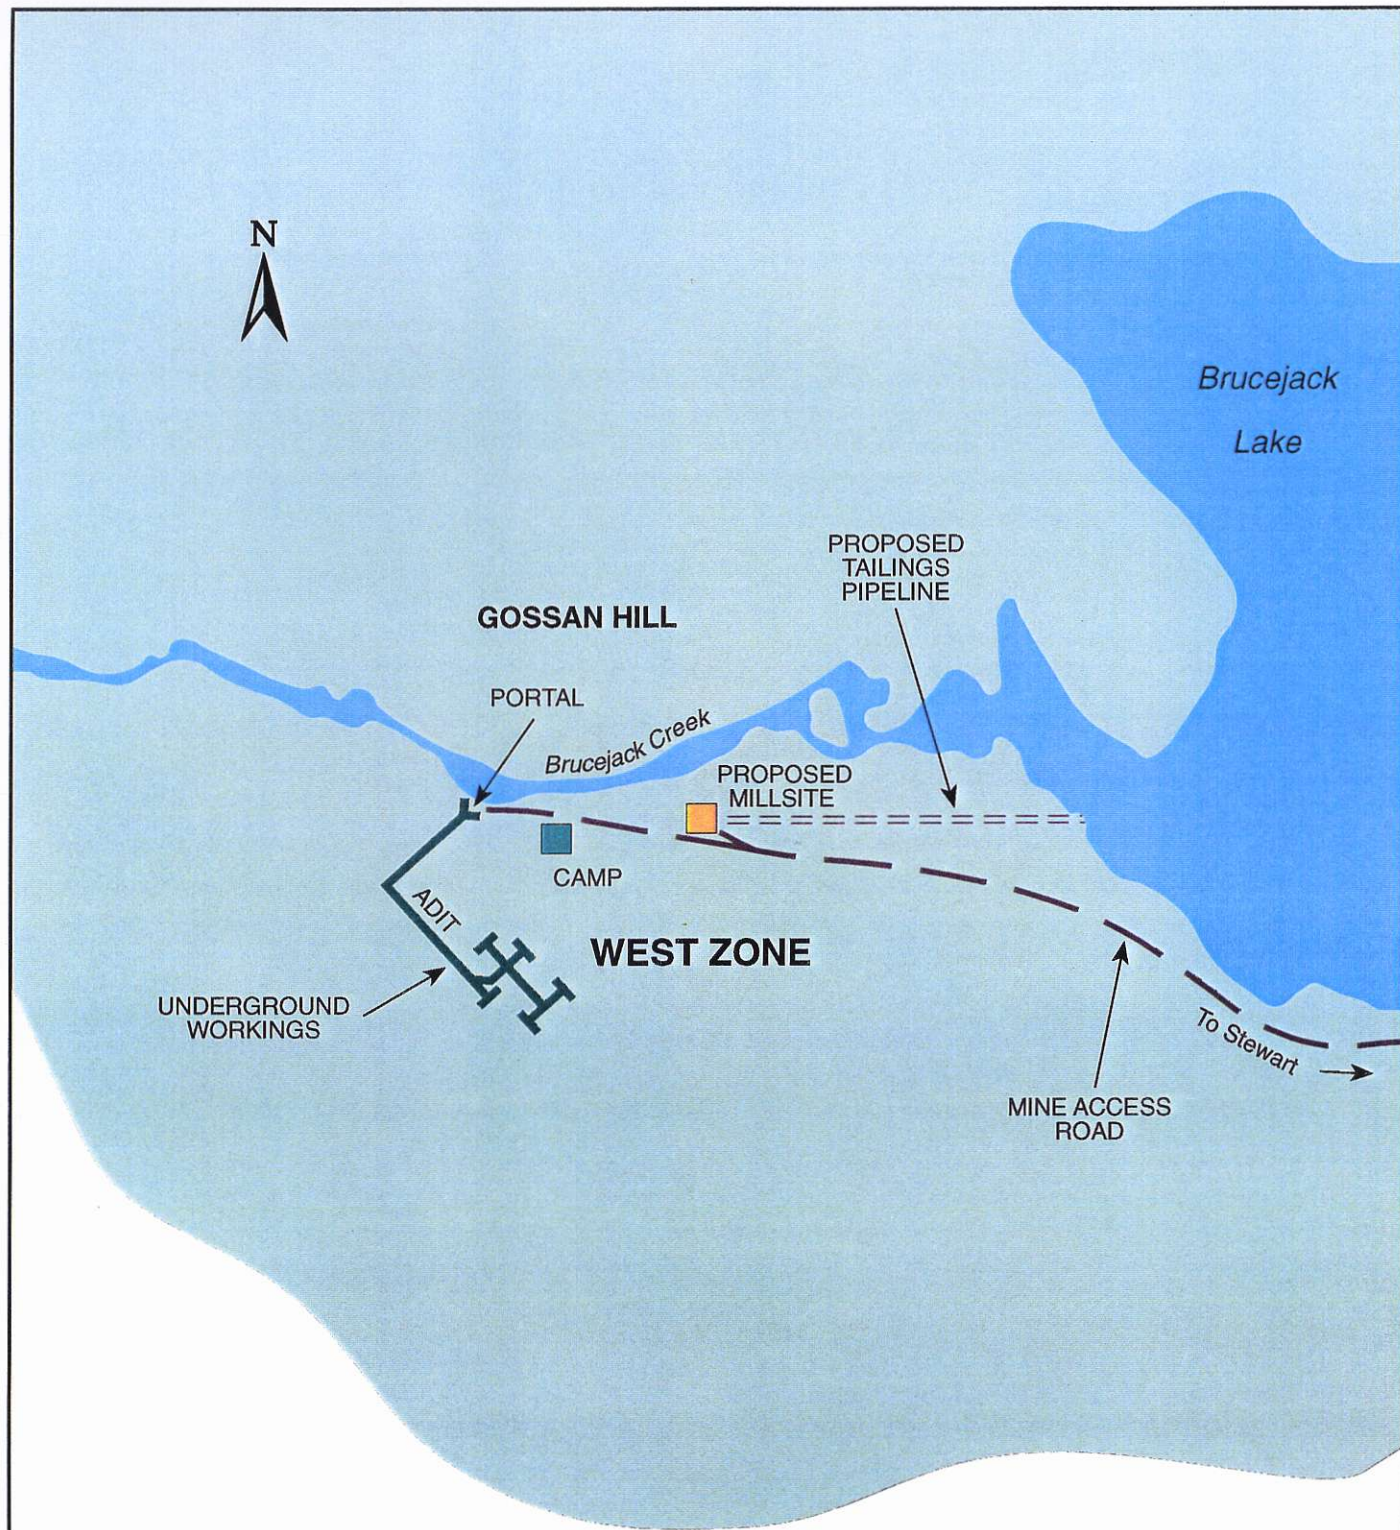 N
Brucejack
Lake
PROPOSED
TAILINGS
PIPELINE
GOSSAN HILL
PORTAL
Brucejack Creek
PROPOSED
MILLSITE
CAMP
ADIT
WEST ZONE
UNDERGROUND
WORKINGS
To Stewart
MINE ACCESS
ROAD